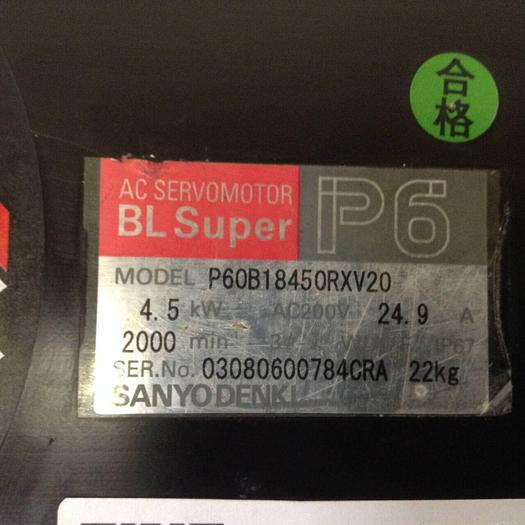 合
格
AC SERVOMOTOR
BL Super
P6
MODEL P60B18450RXV20
4.5 kW AC200V 24.9 A
2000 min IP67
SER.No. 03080600784CRA 22kg
SANYO DENKI